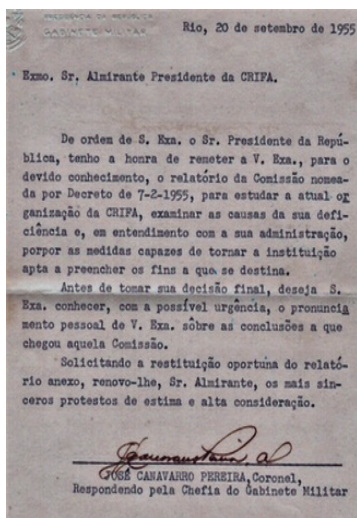 PRESIDÊNCIA DA REPÚBLICA
GABINETE MILITAR
Rio, 20 de setembro de 1955
Exmo. Sr. Almirante Presidente da CRIFA.
De ordem de S. Exa. o Sr. Presidente da Repú-
blica, tenho a honra de remeter a V. Exa., para o
devido conhecimento, o relatório da Comissão nomea-
da por Decreto de 7-2-1955, para estudar a atual or
ganização da CRIFA, examinar as causas da sua defi-
ciência e, em entendimento com a sua administração,
porpor as medidas capazes de tornar a instituição
apta a preencher os fins a que se destina.
Antes de tomar sua decisão final, deseja S.
Exa. conhecer, com a possível urgência, o pronuncia
mento pessoal de V. Exa. sôbre as conclusões a que
chegou aquela Comissão.
Solicitando a restituição oportuna do relató-
rio anexo, renovo-lhe, Sr. Almirante, os mais sin-
ceros protestos de estima e alta consideração.
JOSÉ CANAVARRO PEREIRA, Coronel,
Respondendo pela Chefia do Gabinete Militar